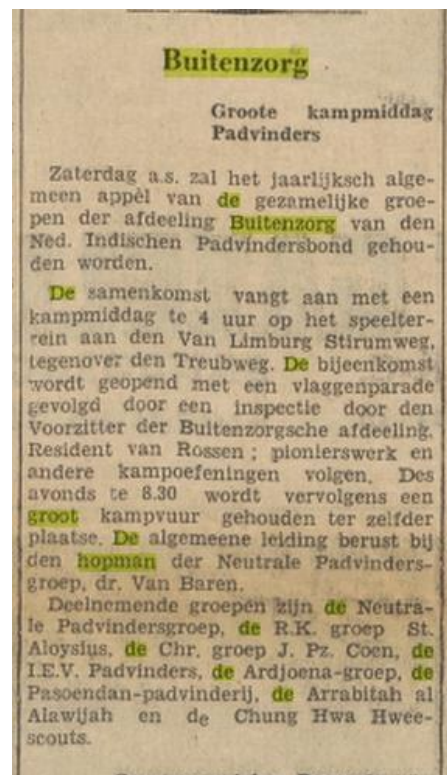 Buitenzorg
Groote kampmiddag
Padvinders
Zaterdag a.s. zal het jaarlijksch alge-
meen appèl van de gezamelijke groe-
pen der afdeeling Buitenzorg van den
Ned. Indischen Padvindersbond gehou-
den worden.
De samenkomst vangt aan met een
kampmiddag te 4 uur op het speelter-
rein aan den Van Limburg Stirumweg,
tegenover den Treubweg. De bijeenkomst
wordt geopend met een vlaggenparade
gevolgd door een inspectie door den
Voorzitter der Buitenzorgsche afdeeling,
Resident van Rossen; pionierswerk en
andere kampoefeningen volgen. Des
avonds te 8.30 wordt vervolgens een
groot kampvuur gehouden ter zelfder
plaatse. De algemeene leiding berust bij
den hopman der Neutrale Padvinders-
groep, dr. Van Baren.
Deelnemende groepen zijn de Neutra-
le Padvindersgroep, de R.K. groep St.
Aloysius, de Chr. groep J. Pz. Coen, de
I.E.V. Padvinders, de Ardjoena-groep, de
Pasoendan-padvinderij, de Arrabitah al
Alawijah en de Chung Hwa Hwee-
scouts.